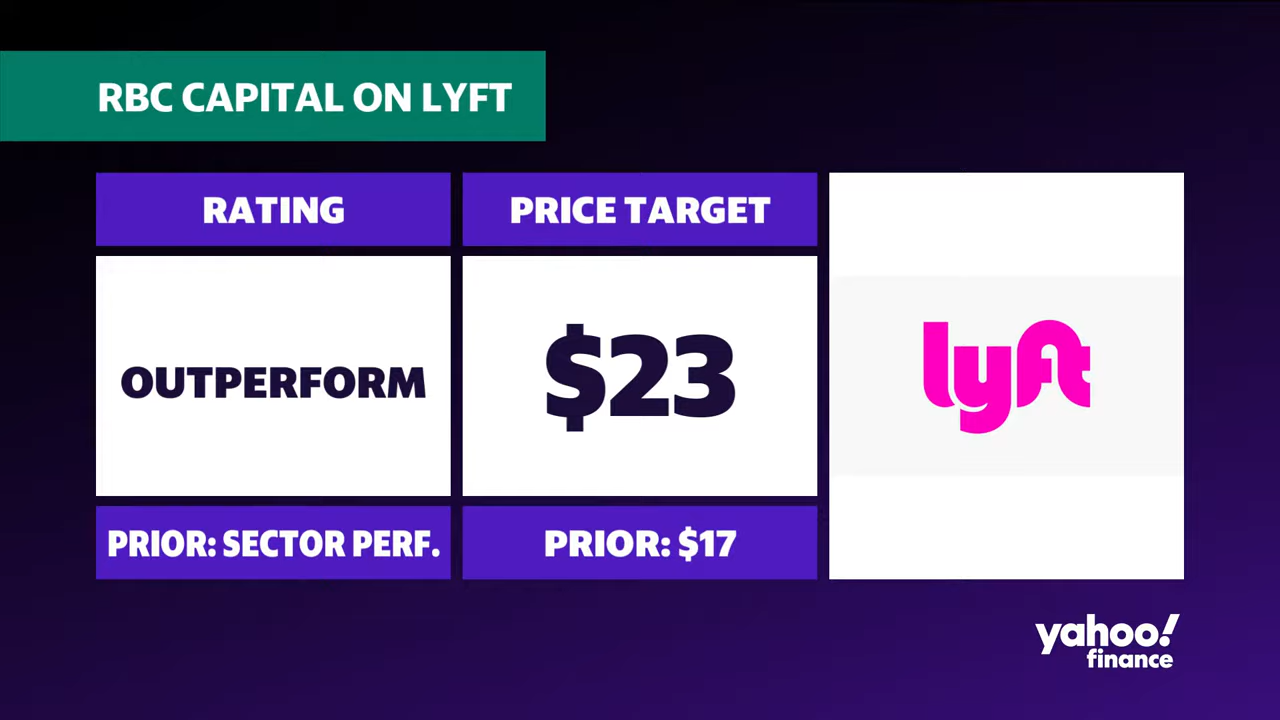 RBC CAPITAL ON LYFT
RATING
OUTPERFORM
PRIOR: SECTOR PERF.
PRICE TARGET
$23
PRIOR: $17
lyft
yahoo!
finance